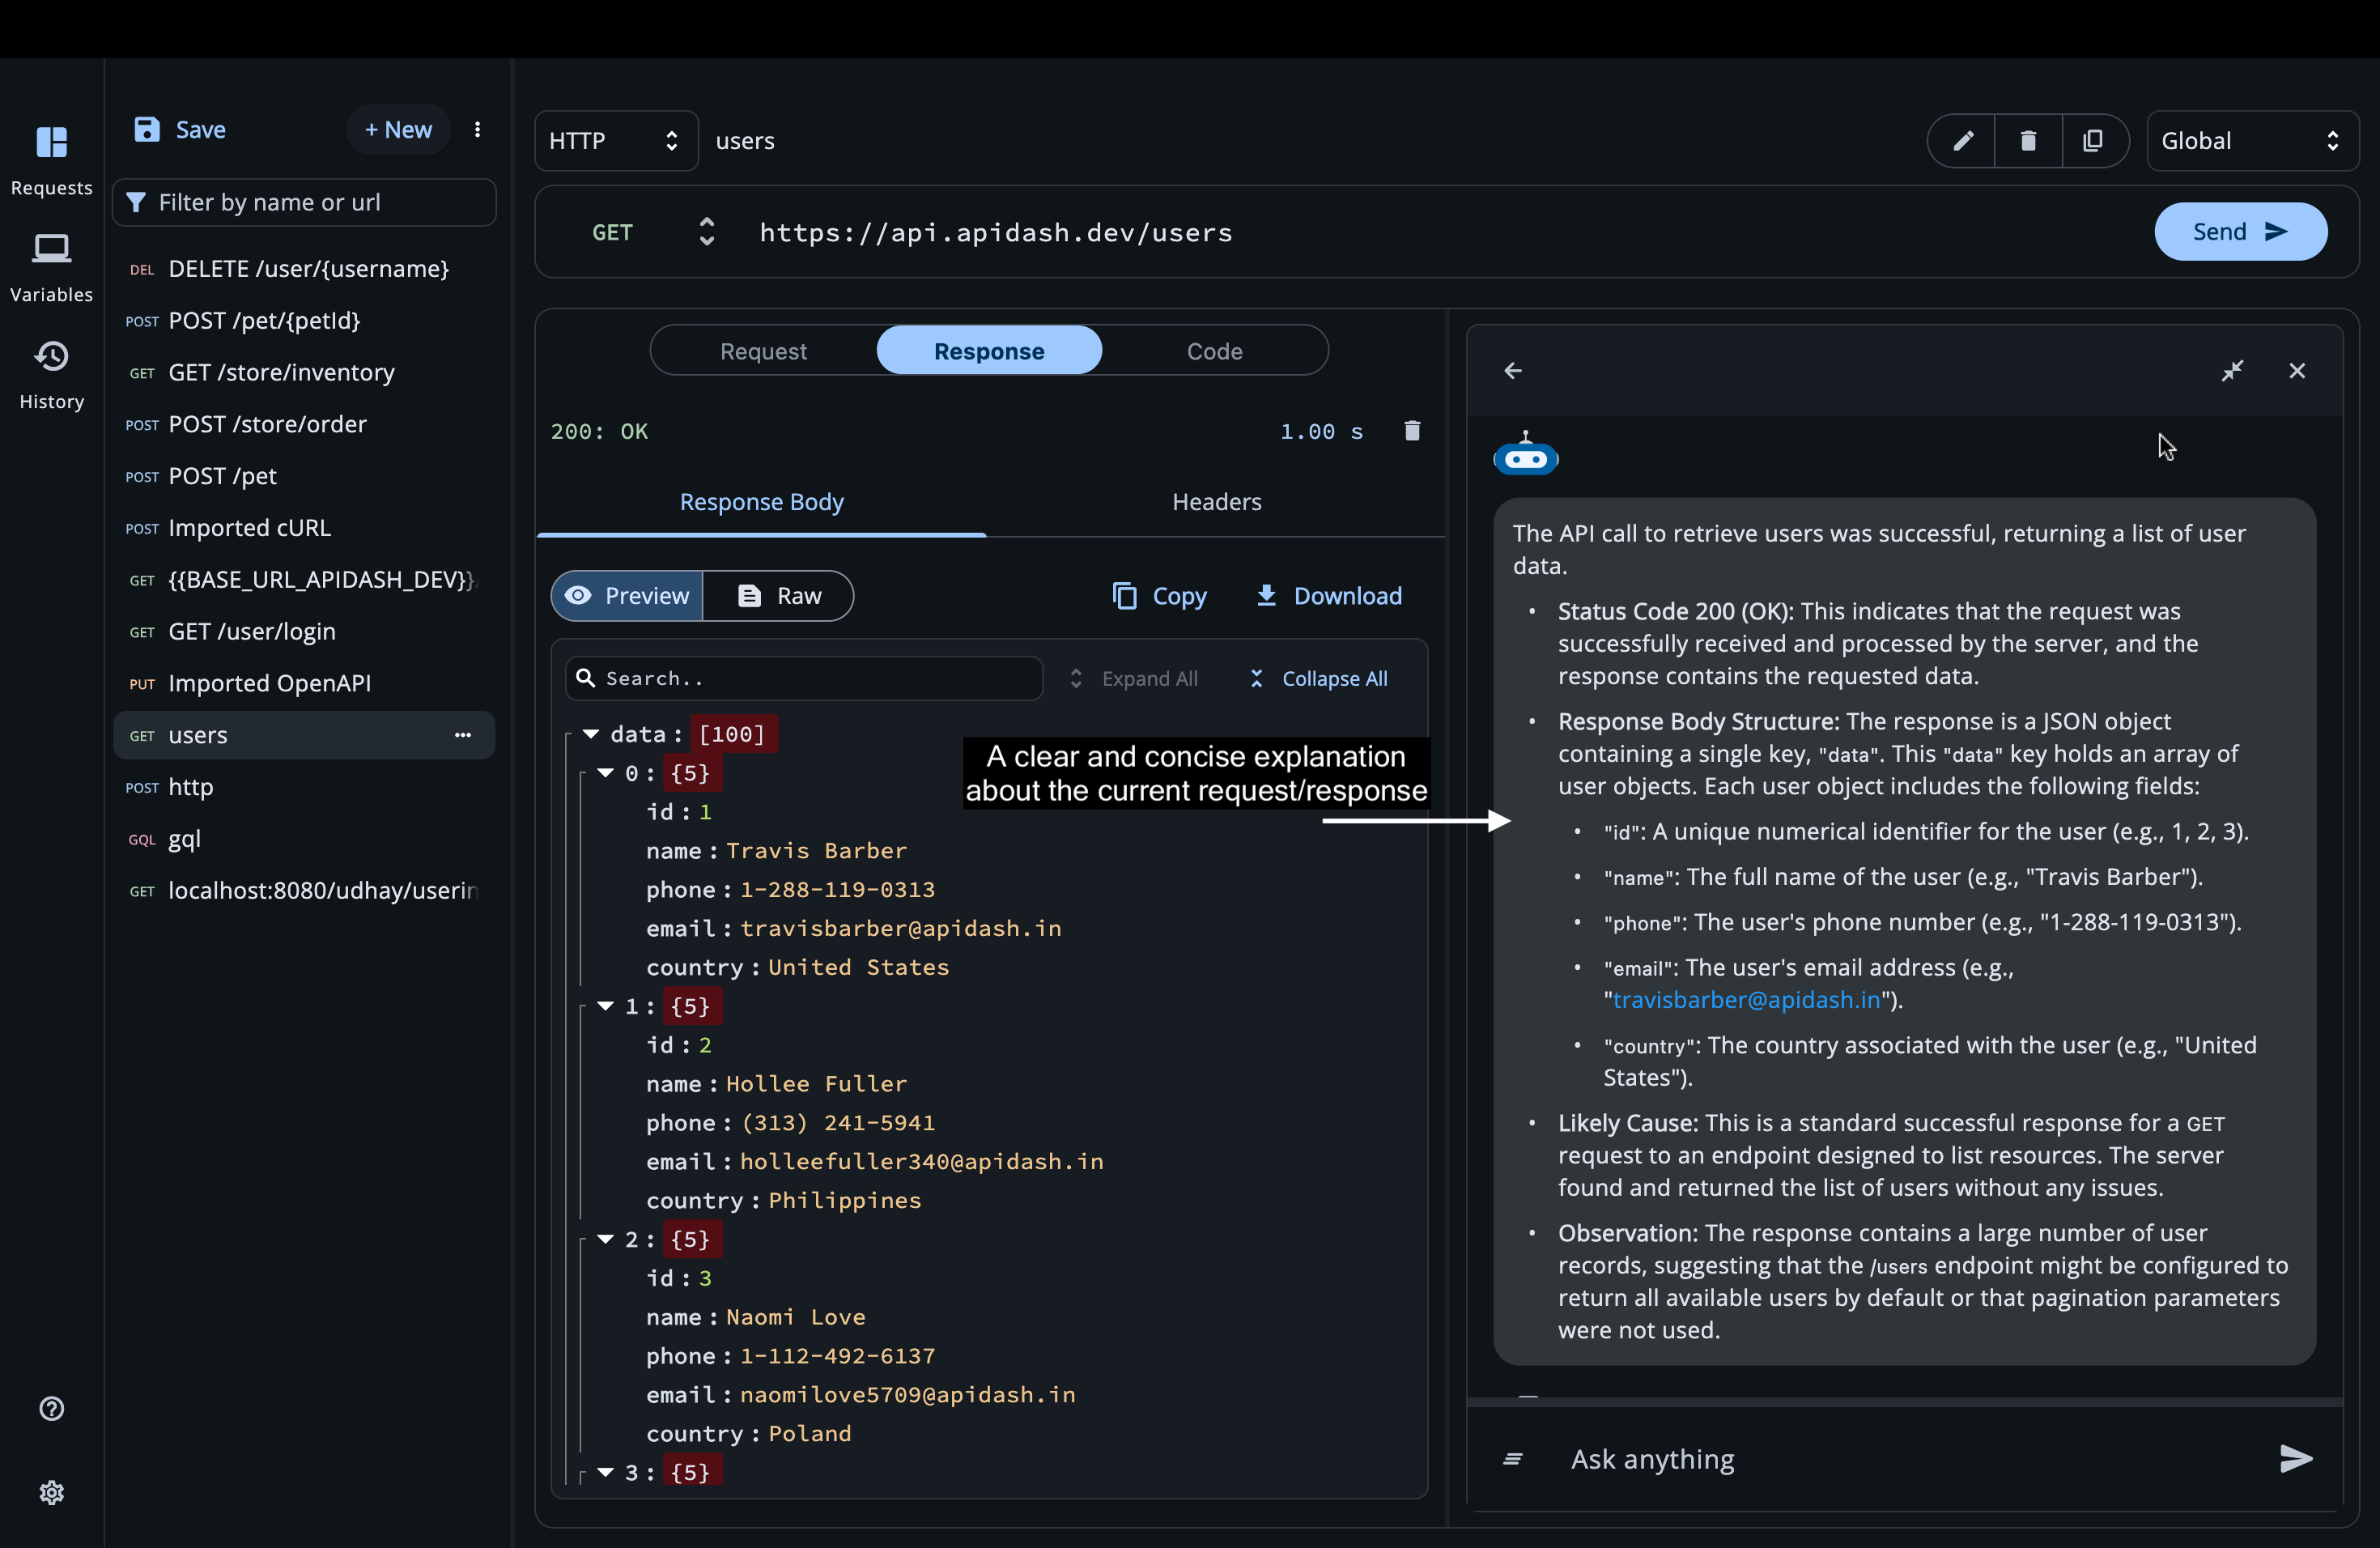 Requests
Variables
History
Save
+ New
Filter by name or url
DEL DELETE /user/{username}
POST POST /pet/{petId}
GET GET /store/inventory
POST POST /store/order
POST POST /pet
POST Imported cURL
GET {{BASE_URL_APIDASH_DEV}}
GET GET /user/login
PUT Imported OpenAPI
GET users
POST http
GQL gql
GET localhost:8080/udhay/userin
HTTP users
Global
GET https://api.apidash.dev/users
Send
Request Response Code
200: OK 1.00 s
Response Body Headers
Preview Raw Copy Download
Search.. Expand All Collapse All
data: [100]
0: {5}
id: 1
name: Travis Barber
phone: 1-288-119-0313
email: travisbarber@apidash.in
country: United States
1: {5}
id: 2
name: Hollee Fuller
phone: (313) 241-5941
email: holleefuller340@apidash.in
country: Philippines
2: {5}
id: 3
name: Naomi Love
phone: 1-112-492-6137
email: naomilove5709@apidash.in
country: Poland
3: {5}
A clear and concise explanation
about the current request/response
The API call to retrieve users was successful, returning a list of user
data.
• Status Code 200 (OK): This indicates that the request was
successfully received and processed by the server, and the
response contains the requested data.
• Response Body Structure: The response is a JSON object
containing a single key, "data". This "data" key holds an array of
user objects. Each user object includes the following fields:
• "id": A unique numerical identifier for the user (e.g., 1, 2, 3).
• "name": The full name of the user (e.g., "Travis Barber").
• "phone": The user's phone number (e.g., "1-288-119-0313").
• "email": The user's email address (e.g.,
"travisbarber@apidash.in").
• "country": The country associated with the user (e.g., "United
States").
• Likely Cause: This is a standard successful response for a GET
request to an endpoint designed to list resources. The server
found and returned the list of users without any issues.
• Observation: The response contains a large number of user
records, suggesting that the /users endpoint might be configured to
return all available users by default or that pagination parameters
were not used.
Ask anything